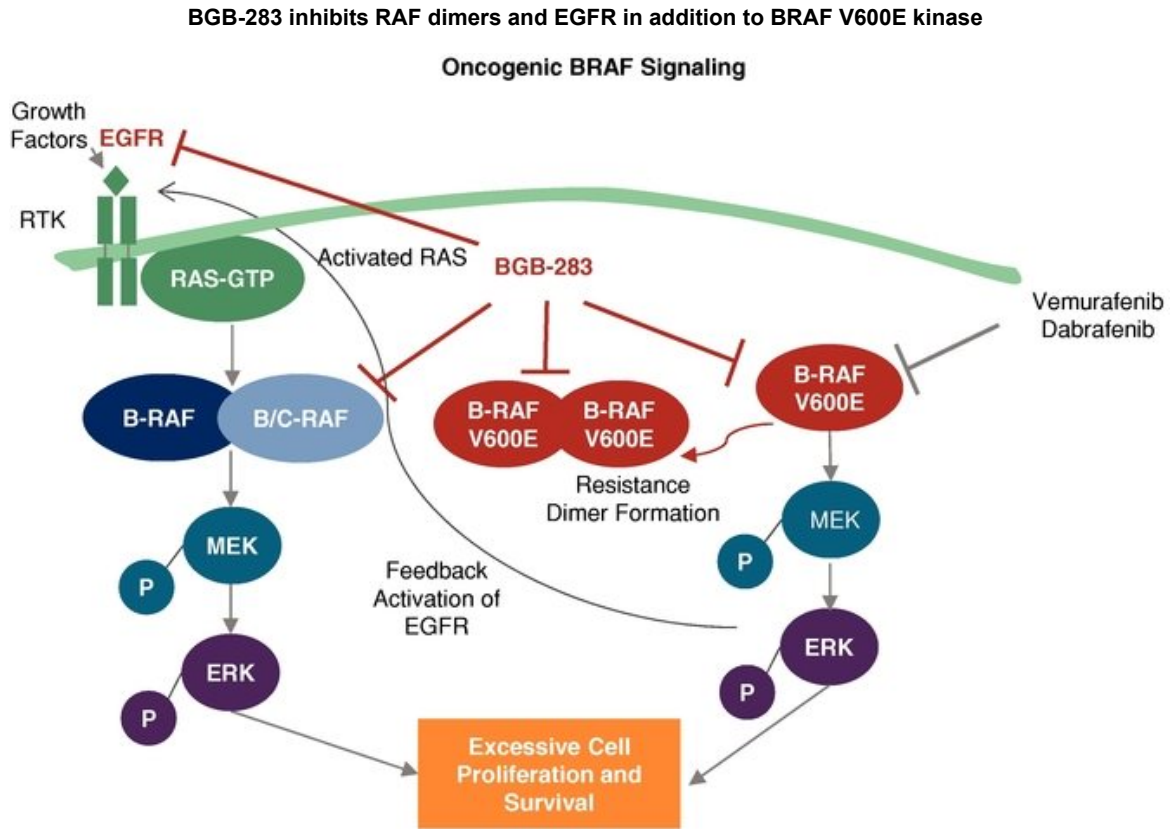 BGB-283 inhibits RAF dimers and EGFR in addition to BRAF V600E kinase
Oncogenic BRAF Signaling
Growth
Factors
EGFR
RTK
RAS-GTP
Activated RAS
BGB-283
Vemurafenib
Dabrafenib
B-RAF
B/C-RAF
B-RAF
V600E
B-RAF
V600E
B-RAF
V600E
Resistance
Dimer Formation
MEK
P
MEK
P
Feedback
Activation of
EGFR
ERK
P
ERK
P
Excessive Cell
Proliferation and
Survival